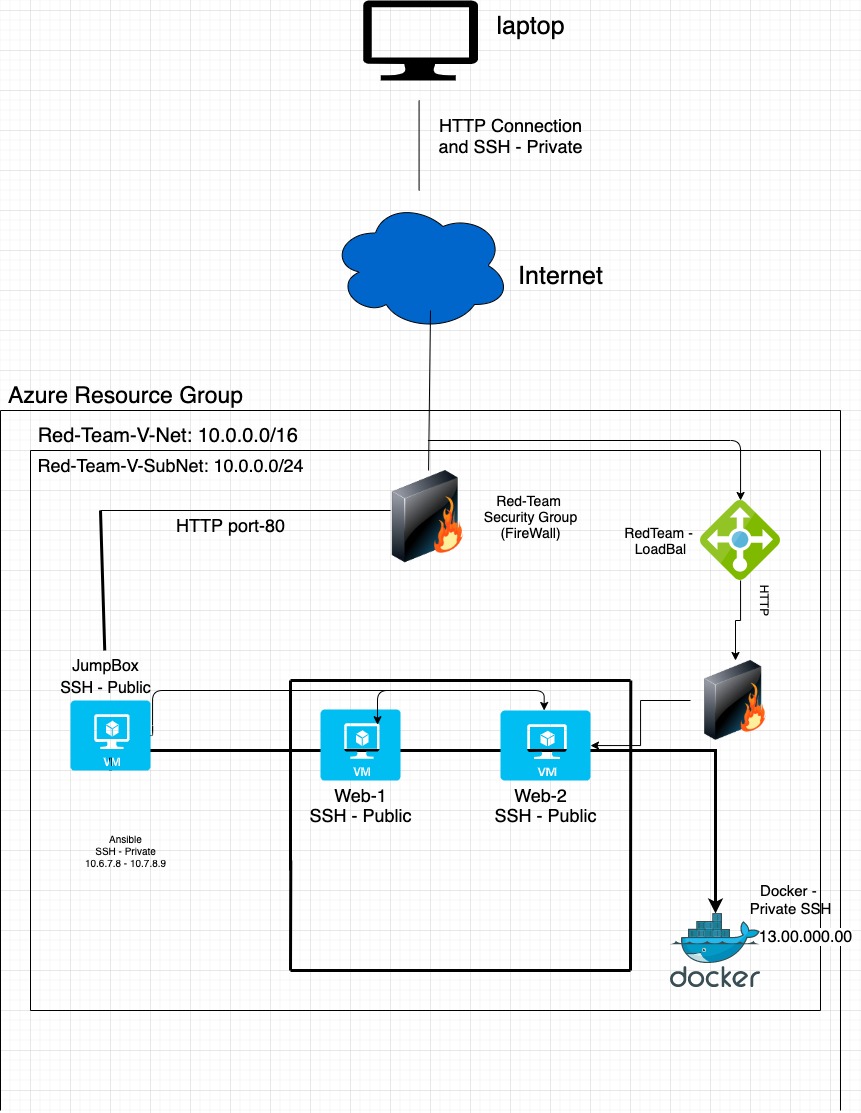 laptop
HTTP Connection
and SSH - Private
Internet
Azure Resource Group
Red-Team-V-Net: 10.0.0.0/16
Red-Team-V-SubNet: 10.0.0.0/24
HTTP port-80
Red-Team
Security Group
(FireWall)
RedTeam -
LoadBal
HTTP
JumpBox
SSH - Public
VM
VM
VM
Web-1
SSH - Public
Web-2
SSH - Public
Ansible
SSH - Private
10.6.7.8 - 10.7.8.9
Docker -
Private SSH
13.00.000.00
docker